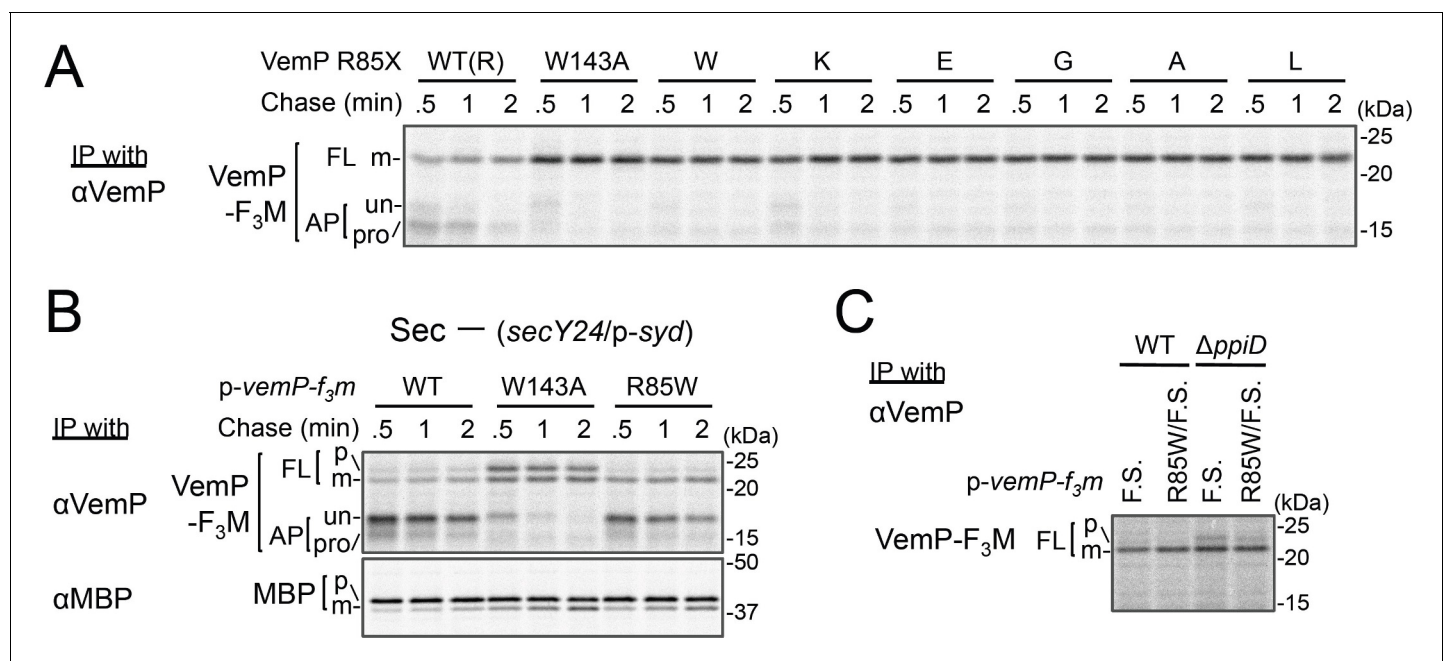 A
VemP R85X WT(R) W143A W K E G A L
Chase (min) .5 1 2 .5 1 2 .5 1 2 .5 1 2 .5 1 2 .5 1 2 .5 1 2 .5 1 2 (kDa)
IP with
αVemP
VemP
-F₃M
FL m-
AP [ un-
pro/
-25
-20
-15
B
Sec — (secY24/p-syd)
p-vemP-f₃m WT W143A R85W
Chase (min) .5 1 2 .5 1 2 .5 1 2 (kDa)
IP with
αVemP
VemP
-F₃M
FL [ p\
m-
AP [ un-
pro/
-25
-20
-15
-50
αMBP
MBP [ p\
m-
-37
C
IP with
αVemP
WT ΔppiD
p-vemP-f₃m F.S. R85W/F.S. F.S. R85W/F.S. (kDa)
VemP-F₃M FL [ p\
m-
-25
-20
-15